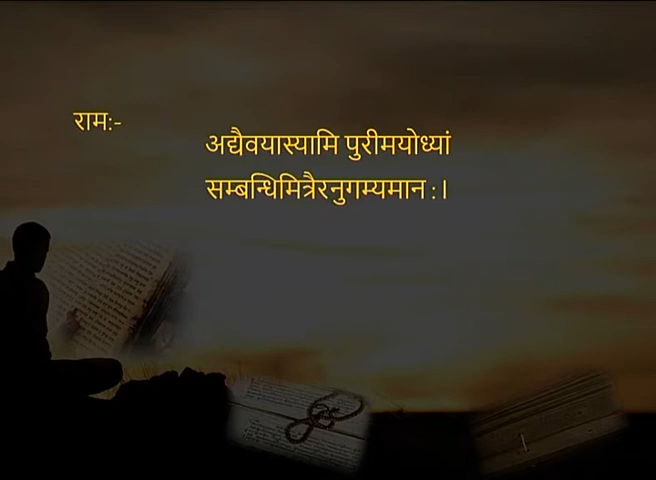 राम:-
अद्यैवयास्यामि पुरीमयोध्यां
सम्बन्धिमित्रैरनुगम्यमान : ।